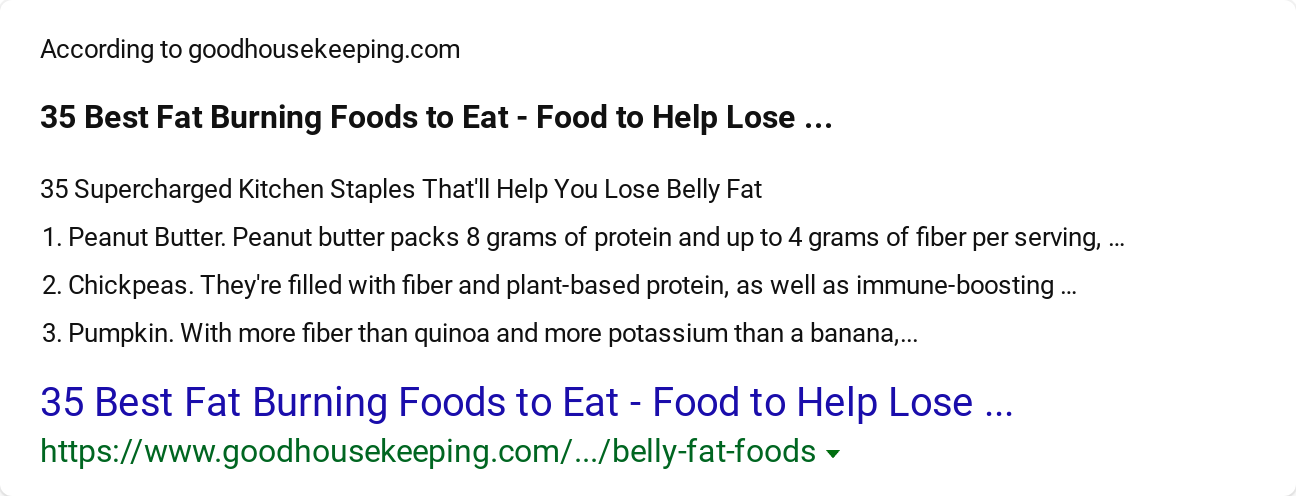 According to goodhousekeeping.com
35 Best Fat Burning Foods to Eat - Food to Help Lose ...
35 Supercharged Kitchen Staples That'll Help You Lose Belly Fat
1. Peanut Butter. Peanut butter packs 8 grams of protein and up to 4 grams of fiber per serving, ...
2. Chickpeas. They're filled with fiber and plant-based protein, as well as immune-boosting ...
3. Pumpkin. With more fiber than quinoa and more potassium than a banana,...
35 Best Fat Burning Foods to Eat - Food to Help Lose ...
https://www.goodhousekeeping.com/.../belly-fat-foods